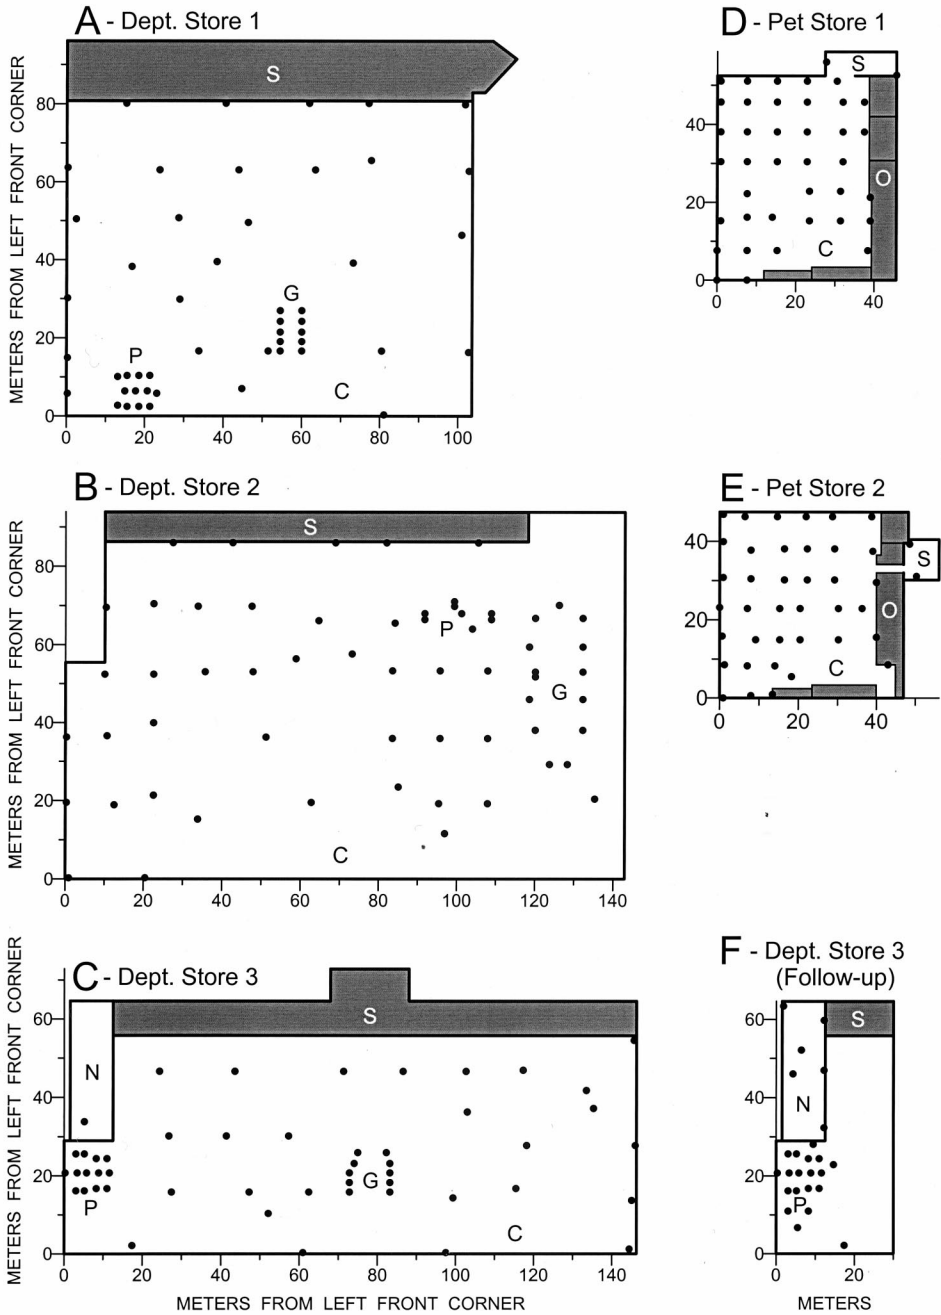 A - Dept. Store 1
METERS FROM LEFT FRONT CORNER
S
80
60
40
20
0
G
P
C
0 20 40 60 80 100
D - Pet Store 1
S
40
20
0
O
C
0 20 40
B - Dept. Store 2
METERS FROM LEFT FRONT CORNER
S
80
60
40
20
0
P
G
C
0 20 40 60 80 100 120 140
E - Pet Store 2
S
40
20
0
O
C
0 20 40
C - Dept. Store 3
METERS FROM LEFT FRONT CORNER
S
60
40
20
0
N
G
P
C
0 20 40 60 80 100 120 140
METERS FROM LEFT FRONT CORNER
F - Dept. Store 3
(Follow-up)
S
60
40
20
0
N
P
0 20
METERS